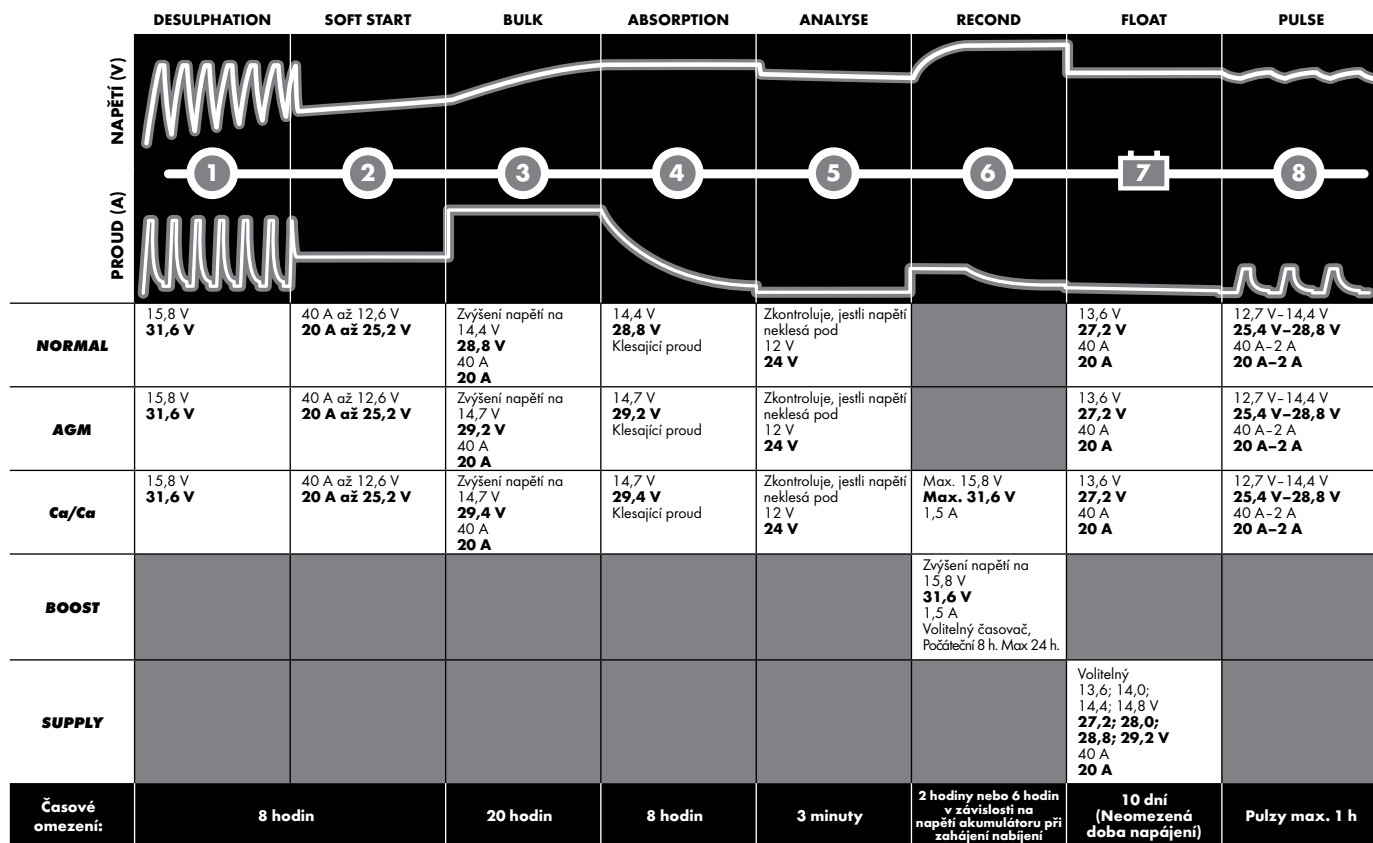 DESULPHATION SOFT START BULK ABSORPTION ANALYSE RECOND FLOAT PULSE
NAPĚTÍ (V)
1 2 3 4 5 6 7 8
PROUD (A)
NORMAL
15,8 V
31,6 V
40 A až 12,6 V
20 A až 25,2 V
Zvýšení napětí na
14,4 V
28,8 V
40 A
20 A
14,4 V
28,8 V
Klesající proud
Zkontroluje, jestli napětí
neklesá pod
12 V
24 V
13,6 V
27,2 V
40 A
20 A
12,7 V–14,4 V
25,4 V–28,8 V
40 A–2 A
20 A–2 A
AGM
15,8 V
31,6 V
40 A až 12,6 V
20 A až 25,2 V
Zvýšení napětí na
14,7 V
29,2 V
40 A
20 A
14,7 V
29,2 V
Klesající proud
Zkontroluje, jestli napětí
neklesá pod
12 V
24 V
13,6 V
27,2 V
40 A
20 A
12,7 V–14,4 V
25,4 V–28,8 V
40 A–2 A
20 A–2 A
Ca/Ca
15,8 V
31,6 V
40 A až 12,6 V
20 A až 25,2 V
Zvýšení napětí na
14,7 V
29,4 V
40 A
20 A
14,7 V
29,4 V
Klesající proud
Zkontroluje, jestli napětí
neklesá pod
12 V
24 V
Max. 15,8 V
Max. 31,6 V
1,5 A
13,6 V
27,2 V
40 A
20 A
12,7 V–14,4 V
25,4 V–28,8 V
40 A–2 A
20 A–2 A
BOOST
Zvýšení napětí na
15,8 V
31,6 V
1,5 A
Volitelný časovač,
Počáteční 8 h. Max 24 h.
SUPPLY
Volitelný
13,6; 14,0;
14,4; 14,8 V
27,2; 28,0;
28,8; 29,2 V
40 A
20 A
Časové
omezení:
8 hodin
20 hodin
8 hodin
3 minuty
2 hodiny nebo 6 hodin
v závislosti na
napětí akumulátoru při
zahájení nabíjení
10 dní
(Neomezená
doba napájení)
Pulzy max. 1 h